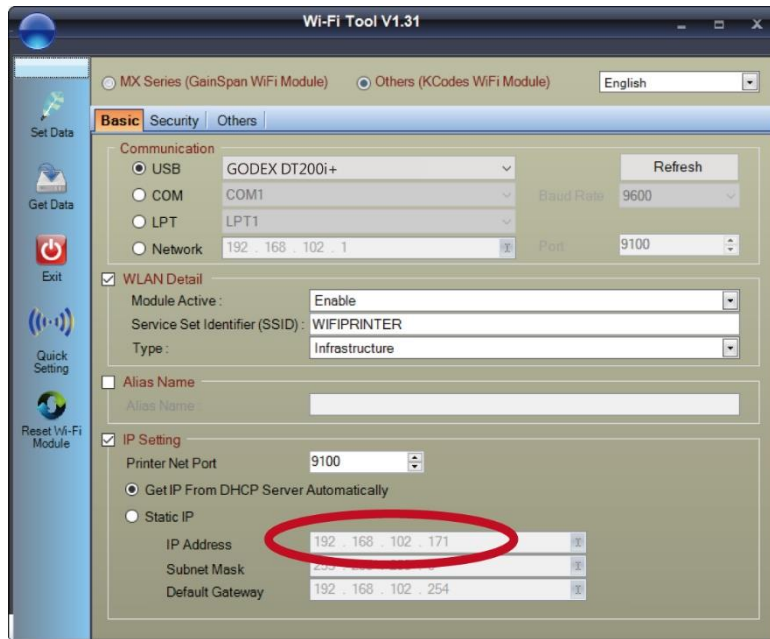 Wi-Fi Tool V1.31
MX Series (GainSpan WiFi Module) Others (KCodes WiFi Module) English
Set Data
Get Data
Exit
Quick
Setting
Reset Wi-Fi
Module
Basic Security Others
Communication
USB GODEX DT200i+ Refresh
COM COM1 Baud Rate 9600
LPT LPT1
Network 192 . 168 . 102 . 1 Port 9100
WLAN Detail
Module Active : Enable
Service Set Identifier (SSID) : WIFIPRINTER
Type : Infrastructure
Alias Name
Alias Name :
IP Setting
Printer Net Port 9100
Get IP From DHCP Server Automatically
Static IP
IP Address 192 . 168 . 102 . 171
Subnet Mask
Default Gateway 192 . 168 . 102 . 254